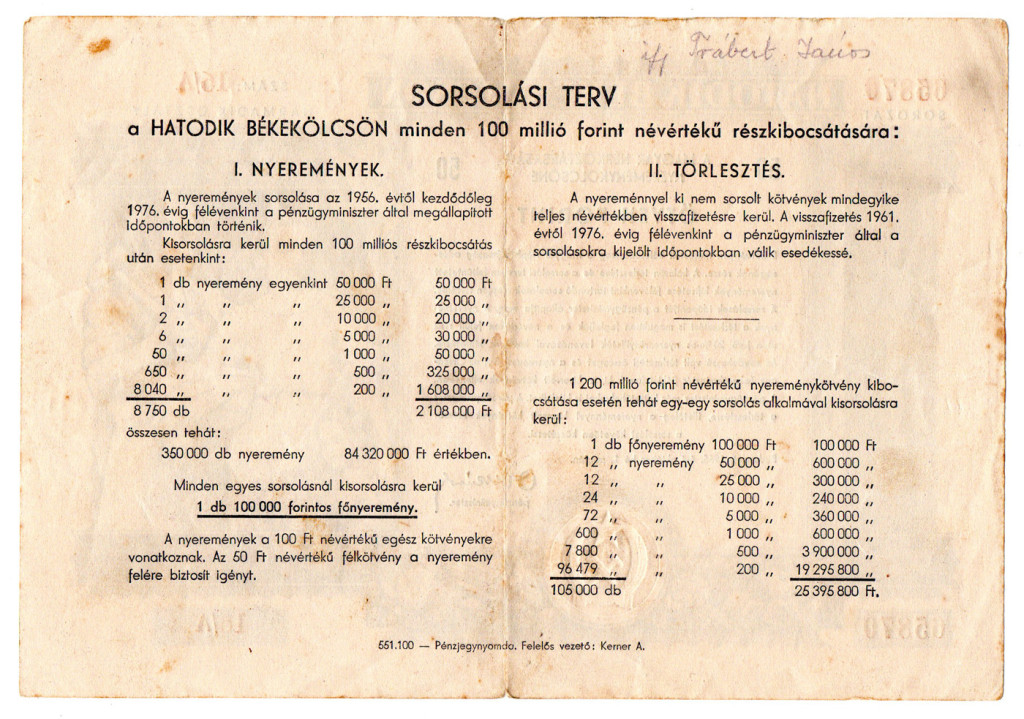 ifj Trábert János
SORSOLÁSI TERV
a HATODIK BÉKEKÖLCSÖN minden 100 millió forint névértékű részkibocsátására:
I. NYEREMÉNYEK.
A nyeremények sorsolása az 1956. évtől kezdődőleg
1976. évig félévenkint a pénzügyminiszter által megállapított
időpontokban történik.
Kisorsolásra kerül minden 100 milliós részkibocsátás
után esetenkint:
1 db nyeremény egyenkint 50 000 Ft 50 000 Ft
1 „ „ „ 25 000 „ 25 000 „
2 „ „ „ 10 000 „ 20 000 „
6 „ „ „ 5 000 „ 30 000 „
50 „ „ „ 1 000 „ 50 000 „
650 „ „ „ 500 „ 325 000 „
8 040 „ „ „ 200 „ 1 608 000 „
8 750 db 2 108 000 Ft
összesen tehát:
350 000 db nyeremény 84 320 000 Ft értékben.
Minden egyes sorsolásnál kisorsolásra kerül
1 db 100 000 forintos főnyeremény.
A nyeremények a 100 Ft névértékű egész kötvényekre
vonatkoznak. Az 50 Ft névértékű félkötvény a nyeremény
felére biztosit igényt.
II. TÖRLESZTÉS.
A nyereménnyel ki nem sorsolt kötvények mindegyike
teljes névértékben visszafizetésre kerül. A visszafizetés 1961.
évtől 1976. évig félévenkint a pénzügyminiszter által a
sorsolásokra kijelölt időpontokban válik esedékessé.
1 200 millió forint névértékű nyereménykötvény kibo-
csátása esetén tehát egy-egy sorsolás alkalmával kisorsolásra
kerül:
1 db főnyeremény 100 000 Ft 100 000 Ft
12 „ nyeremény 50 000 „ 600 000 „
12 „ „ 25 000 „ 300 000 „
24 „ „ 10 000 „ 240 000 „
72 „ „ 5 000 „ 360 000 „
600 „ „ 1 000 „ 600 000 „
7 800 „ „ 500 „ 3 900 000 „
96 479 „ „ 200 „ 19 295 800 „
105 000 db 25 395 800 Ft.
551.100 — Pénzjegynyomda. Felelős vezető: Kerner A.